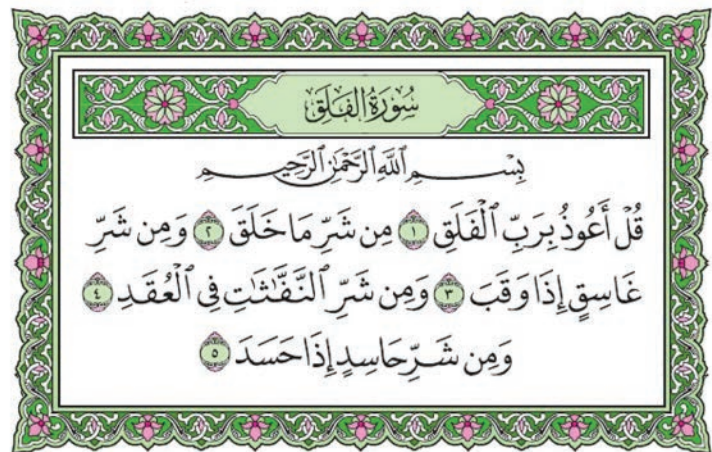 سُورَةُ الفَلَقِ
بِسْمِ ٱللَّهِ ٱلرَّحْمَٰنِ ٱلرَّحِيمِ
قُلْ أَعُوذُ بِرَبِّ ٱلْفَلَقِ ١ مِن شَرِّ مَا خَلَقَ ٢ وَمِن شَرِّ
غَاسِقٍ إِذَا وَقَبَ ٣ وَمِن شَرِّ ٱلنَّفَّٰثَٰتِ فِي ٱلْعُقَدِ ٤
وَمِن شَرِّ حَاسِدٍ إِذَا حَسَدَ ٥